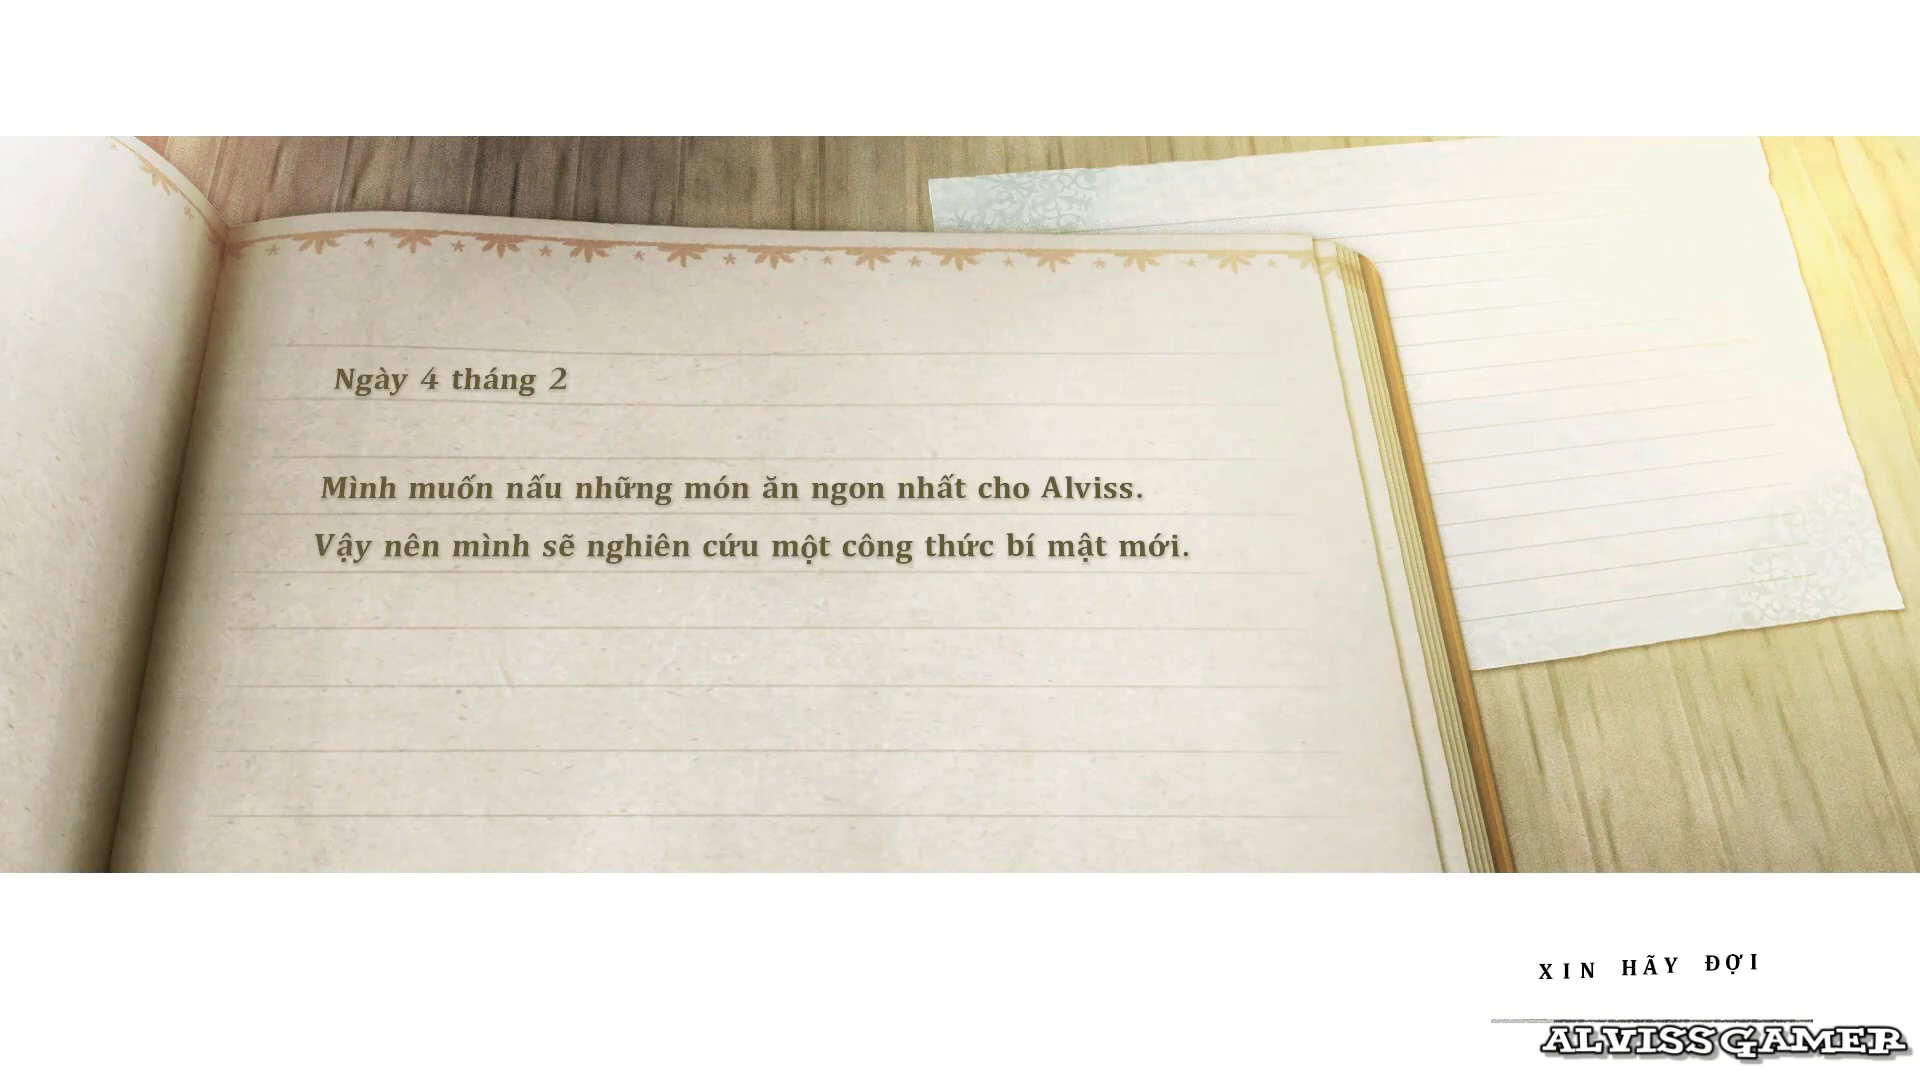 Ngày 4 tháng 2
Mình muốn nấu những món ăn ngon nhất cho Alviss.
Vậy nên mình sẽ nghiên cứu một công thức bí mật mới.
XIN HÃY ĐỢI
ALVISSGAMER